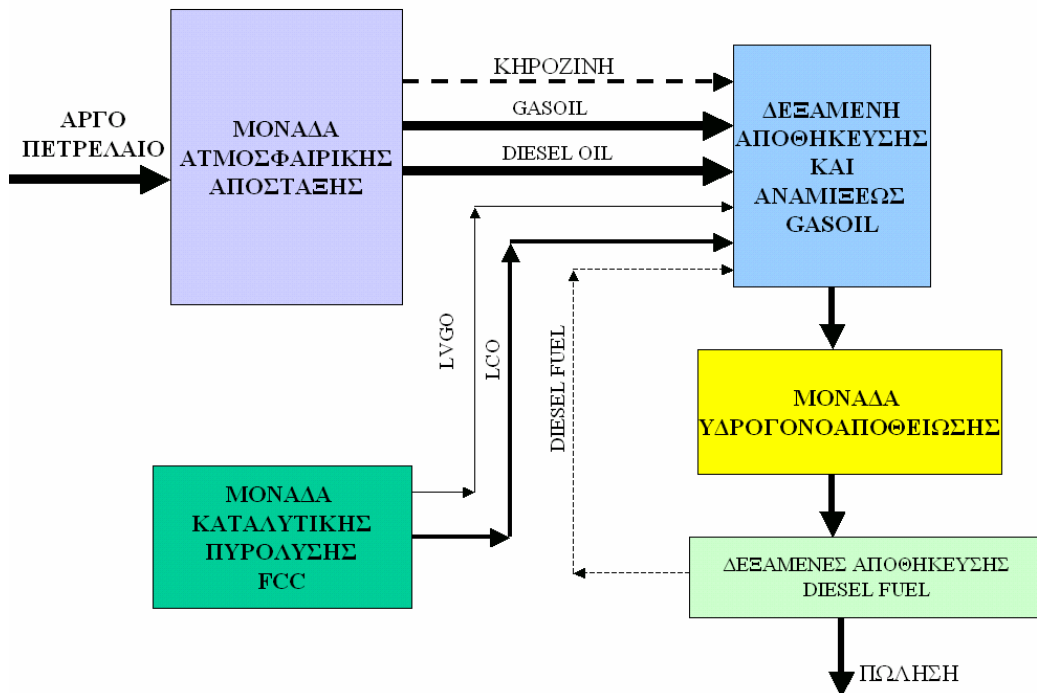 ΑΡΓΟ
ΠΕΤΡΕΛΑΙΟ
ΜΟΝΑΔΑ
ΑΤΜΟΣΦΑΙΡΙΚΗΣ
ΑΠΟΣΤΑΞΗΣ
ΚΗΡΟΖΙΝΗ
GASOIL
DIESEL OIL
ΔΕΞΑΜΕΝΗ
ΑΠΟΘΗΚΕΥΣΗΣ
ΚΑΙ
ΑΝΑΜΙΞΕΩΣ
GASOIL
LVGO
LCO
DIESEL FUEL
ΜΟΝΑΔΑ
ΥΔΡΟΓΟΝΟΑΠΟΘΕΙΩΣΗΣ
ΜΟΝΑΔΑ
ΚΑΤΑΛΥΤΙΚΗΣ
ΠΥΡΟΛΥΣΗΣ
FCC
ΔΕΞΑΜΕΝΕΣ ΑΠΟΘΗΚΕΥΣΗΣ
DIESEL FUEL
ΠΩΛΗΣΗ